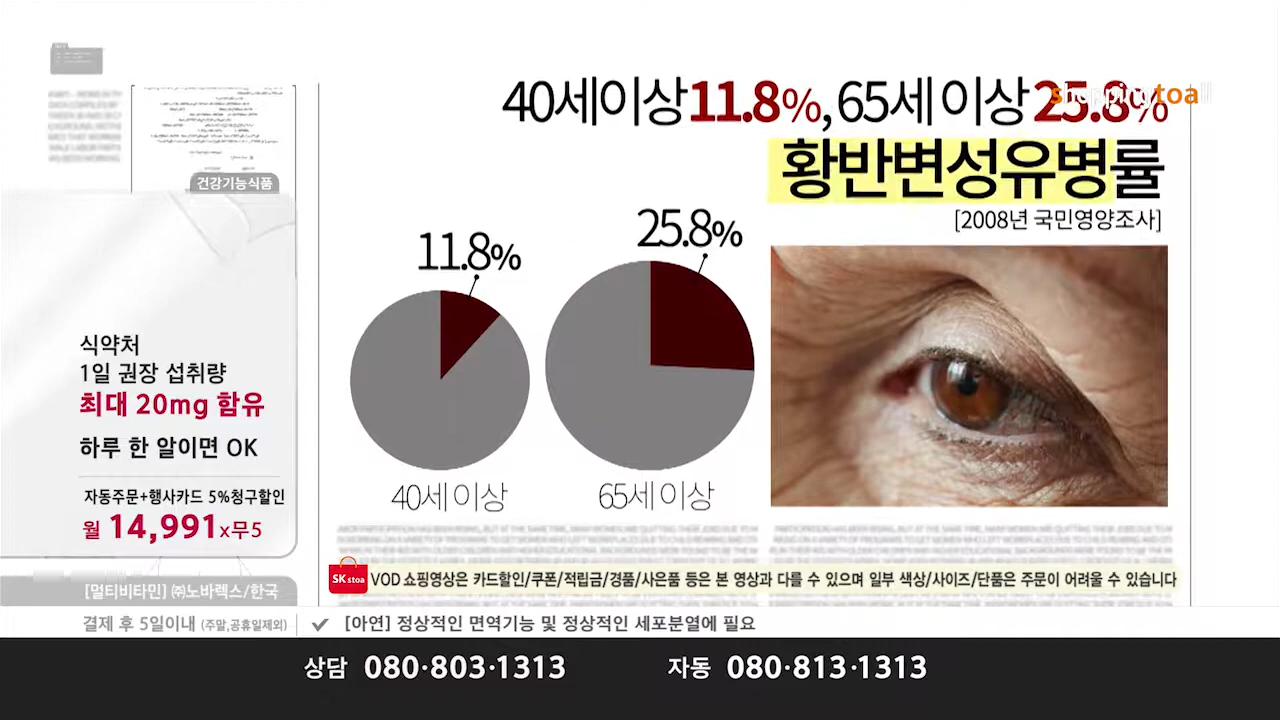 40세이상 11.8%, 65세 이상 25.8%
shoppingtoa
황반변성유병률
[2008년 국민영양조사]
11.8%
25.8%
40세 이상
65세 이상
건강기능식품
식약처
1일 권장 섭취량
최대 20mg 함유
하루 한 알이면 OK
자동주문+행사카드 5%청구할인
월 14,991x무5
[멀티비타민] ㈜노바렉스/한국
SK stoa
VOD 쇼핑영상은 카드할인/쿠폰/적립금/경품/사은품 등은 본 영상과 다를 수 있으며 일부 색상/사이즈/단품은 주문이 어려울 수 있습니다
결제 후 5일이내 (주말,공휴일제외)
[아연] 정상적인 면역기능 및 정상적인 세포분열에 필요
상담 080·803·1313
자동 080·813·1313